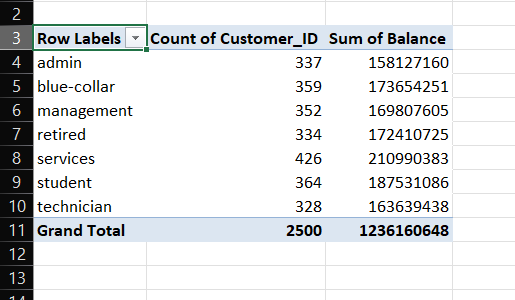 2
3 Row Labels Count of Customer_ID Sum of Balance
4 admin 337 158127160
5 blue-collar 359 173654251
6 management 352 169807605
7 retired 334 172410725
8 services 426 210990383
9 student 364 187531086
10 technician 328 163639438
11 Grand Total 2500 1236160648
12
13